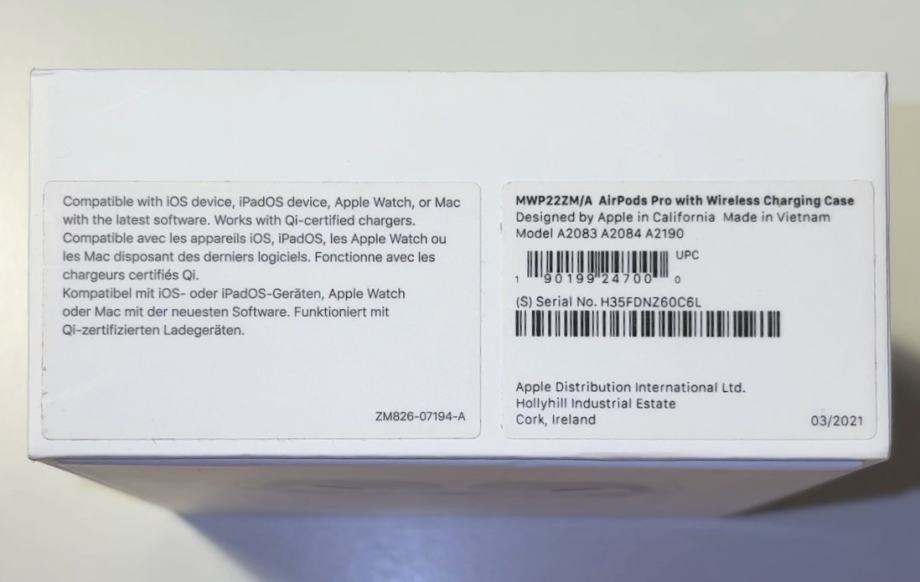 Compatible with iOS device, iPadOS device, Apple Watch, or Mac
with the latest software. Works with Qi-certified chargers.
Compatible avec les appareils iOS, iPadOS, les Apple Watch ou
les Mac disposant des derniers logiciels. Fonctionne avec les
chargeurs certifiés Qi.
Kompatibel mit iOS- oder iPadOS-Geräten, Apple Watch
oder Mac mit der neuesten Software. Funktioniert mit
Qi-zertifizierten Ladegeräten.
ZM826-07194-A
MWP22ZM/A AirPods Pro with Wireless Charging Case
Designed by Apple in California Made in Vietnam
Model A2083 A2084 A2190
UPC
1 90199 24700 0
(S) Serial No. H35FDNZ60C6L
Apple Distribution International Ltd.
Hollyhill Industrial Estate
Cork, Ireland
03/2021